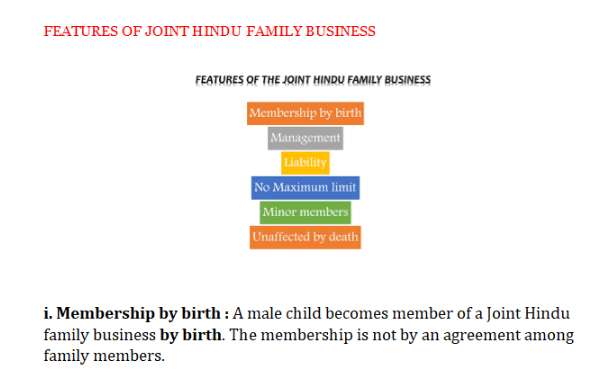 FEATURES OF JOINT HINDU FAMILY BUSINESS
FEATURES OF THE JOINT HINDU FAMILY BUSINESS
Membership by birth
Management
Liability
No Maximum limit
Minor members
Unaffected by death
i. Membership by birth : A male child becomes member of a Joint Hindu
family business by birth. The membership is not by an agreement among
family members.